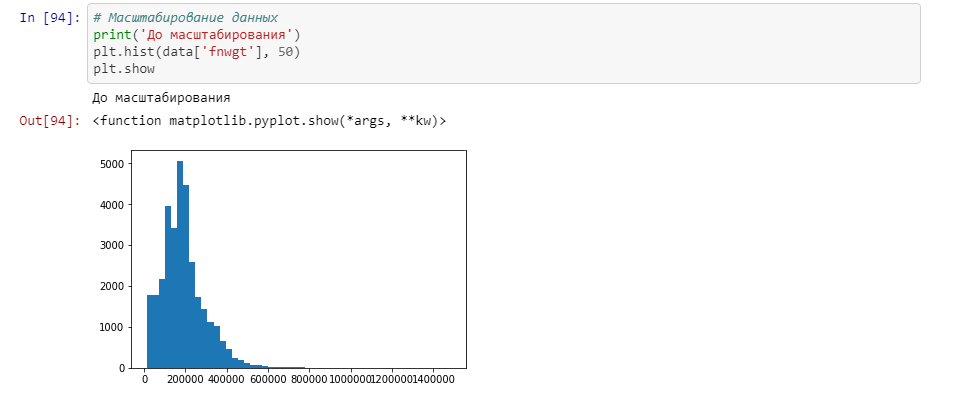 In [94]: # Масштабирование данных
print('До масштабирования')
plt.hist(data['fnwgt'], 50)
plt.show
До масштабирования
Out[94]: <function matplotlib.pyplot.show(*args, **kw)>
5000
4000
3000
2000
1000
0
0 200000 400000 600000 800000 1000000 1200000 1400000